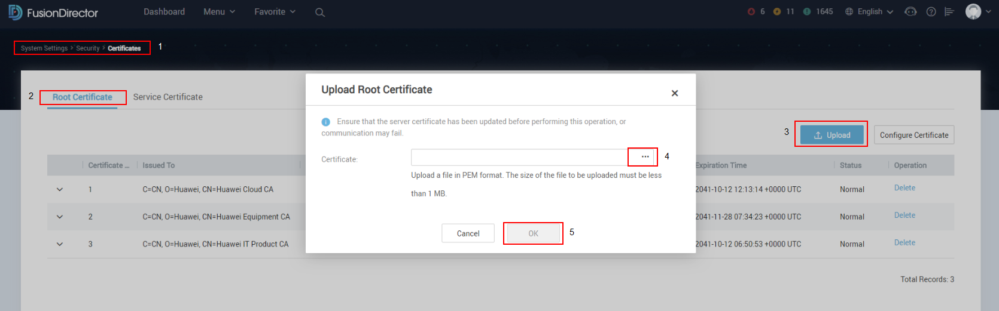 FusionDirector Dashboard Menu Favorite 6 11 1645 English
System Settings > Security > Certificates 1
Upload Root Certificate
2 Root Certificate Service Certificate
Ensure that the server certificate has been updated before performing this operation, or
communication may fail.
3 Upload Configure Certificate
Certificate: ... 4
Upload a file in PEM format. The size of the file to be uploaded must be less
than 1 MB.
Cancel OK 5
Certificate ... Issued To Expiration Time Status Operation
1 C=CN, O=Huawei, CN=Huawei Cloud CA 2041-10-12 12:13:14 +0000 UTC Normal Delete
2 C=CN, O=Huawei, CN=Huawei Equipment CA 2041-11-28 07:34:23 +0000 UTC Normal Delete
3 C=CN, O=Huawei, CN=Huawei IT Product CA 2041-10-12 06:50:53 +0000 UTC Normal Delete
Total Records: 3